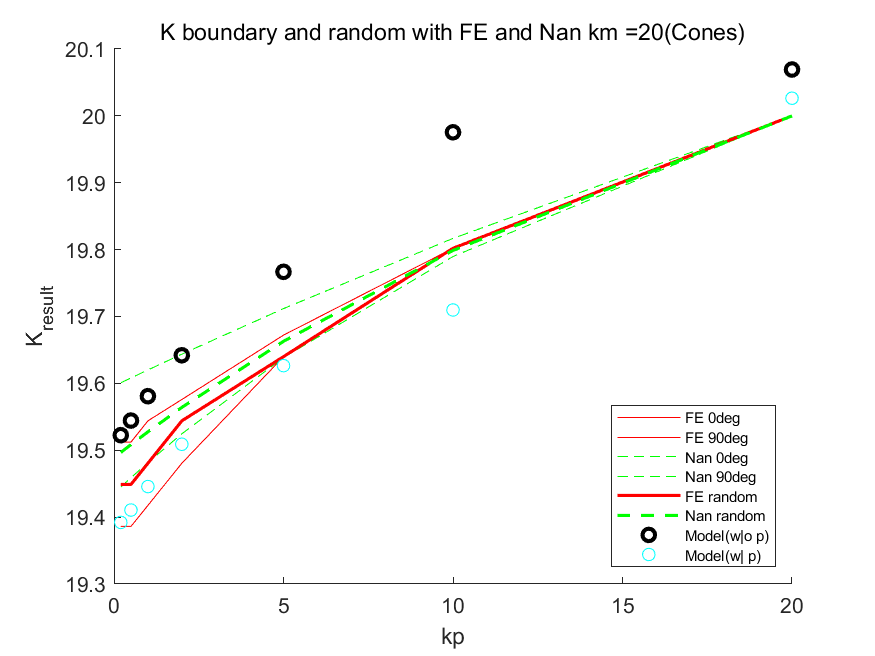 K boundary and random with FE and Nan km =20(Cones)
20.1
20
19.9
19.8
19.7
19.6
19.5
19.4
19.3
K_result
0
5
10
15
20
kp
FE 0deg
FE 90deg
Nan 0deg
Nan 90deg
FE random
Nan random
Model(w|o p)
Model(w| p)